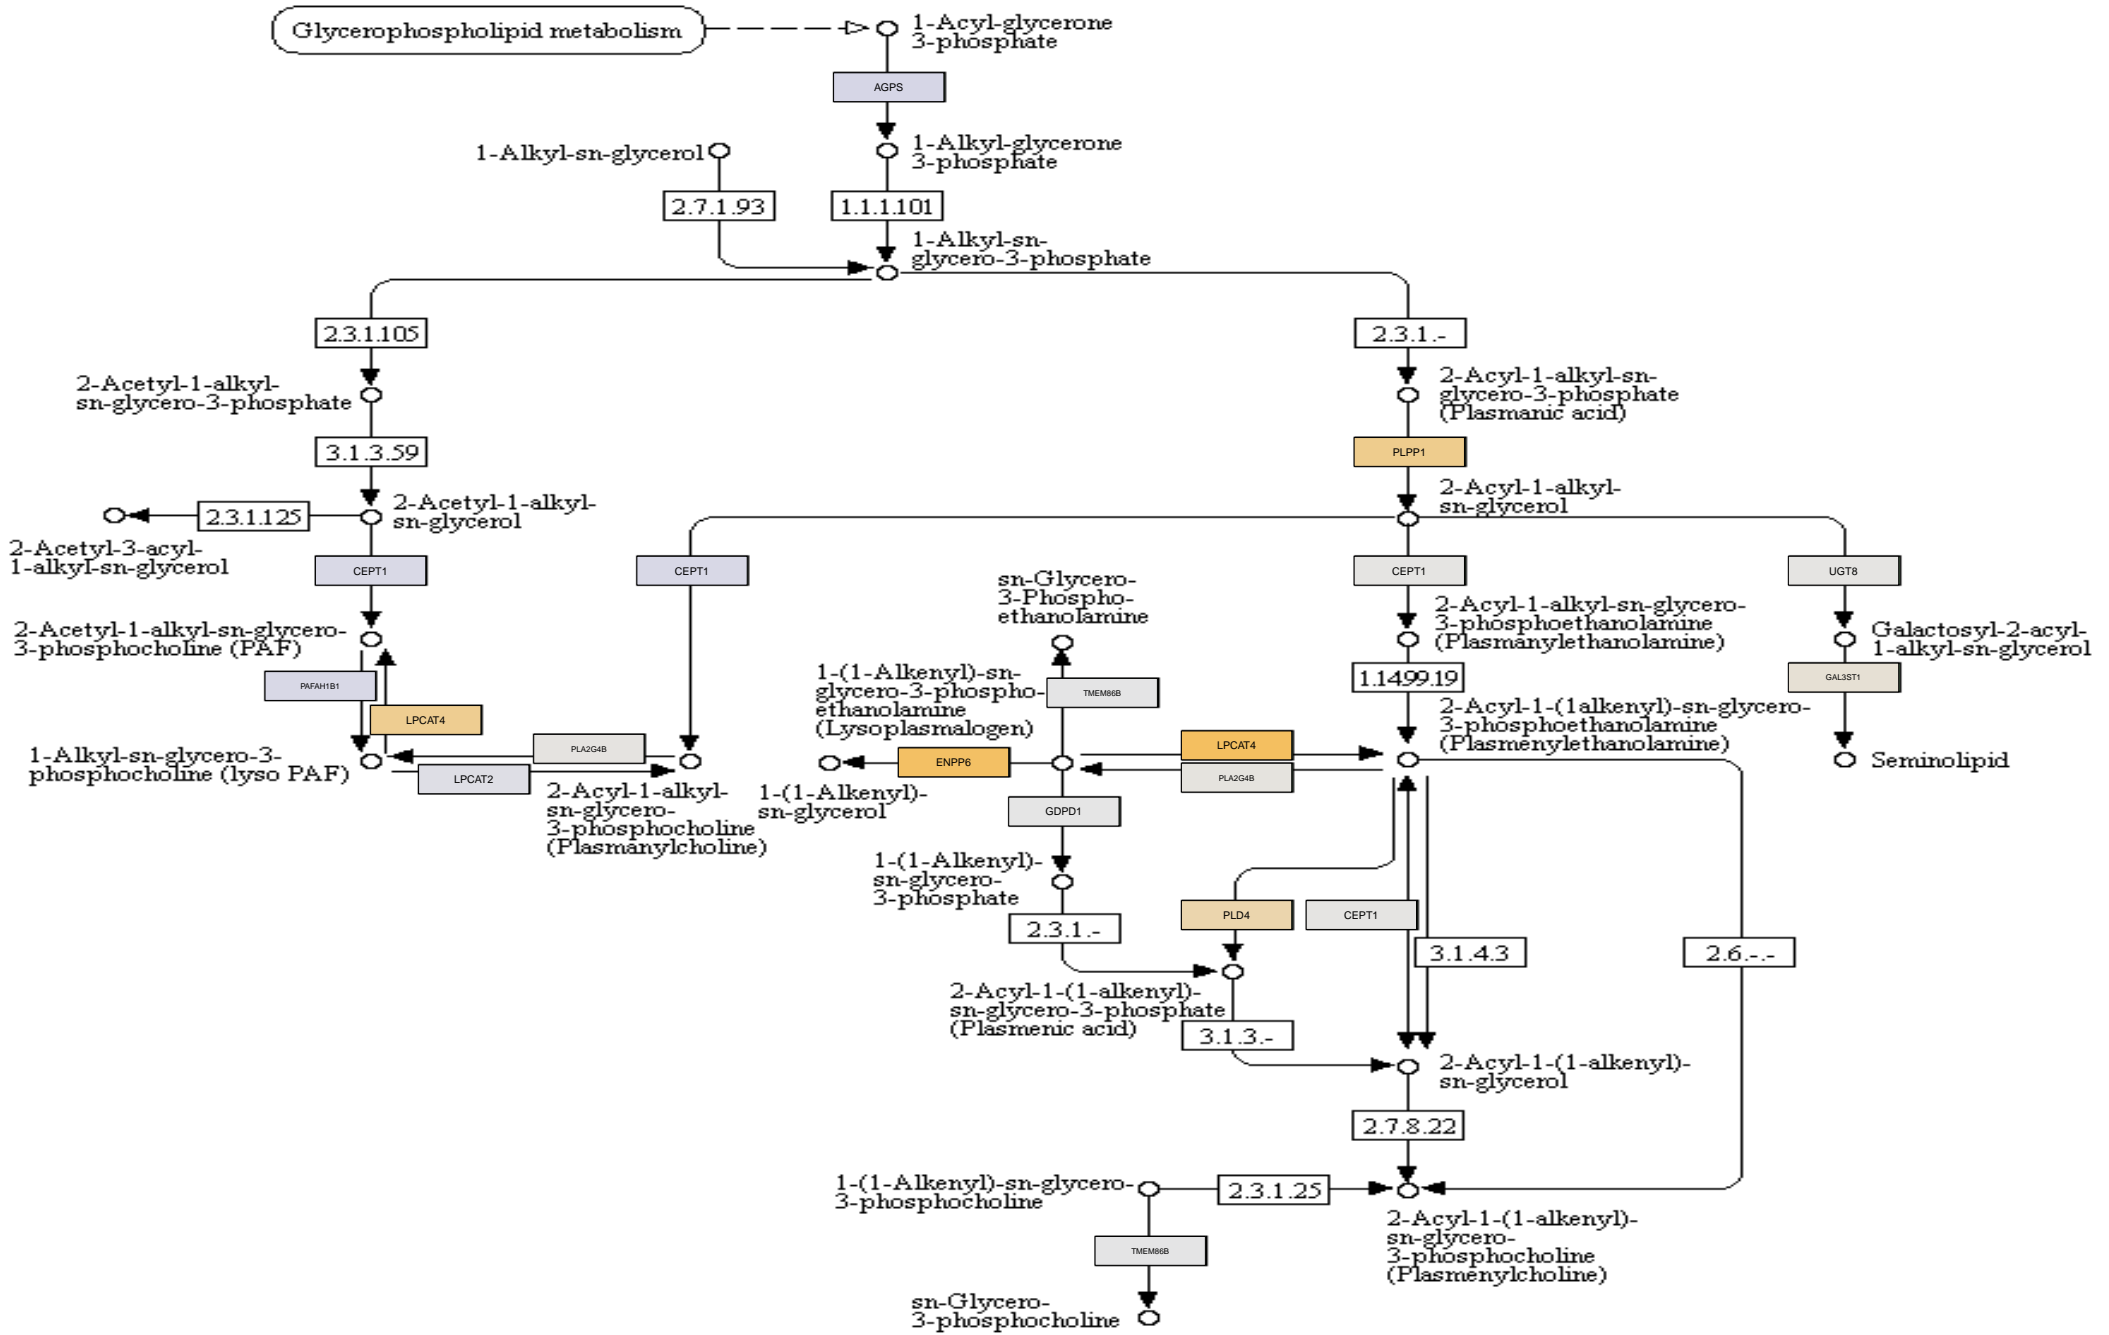 Glycerophospholipid metabolism
1-Acyl-glycerone
3-phosphate
AGPS
1-Alkyl-sn-glycerol
1-Alkyl-glycerone
3-phosphate
2.7.1.93
1.1.1.101
1-Alkyl-sn-
glycero-3-phosphate
2.3.1.105
2.3.1.-
2-Acetyl-1-alkyl-
sn-glycero-3-phosphate
2-Acyl-1-alkyl-sn-
glycero-3-phosphate
(Plasmanic acid)
3.1.3.59
PLPP1
2.3.1.125
2-Acetyl-1-alkyl-
sn-glycerol
2-Acyl-1-alkyl-
sn-glycerol
2-Acetyl-3-acyl-
1-alkyl-sn-glycerol
CEPT1
CEPT1
CEPT1
UGT8
sn-Glycero-
3-Phospho-
ethanolamine
2-Acetyl-1-alkyl-sn-glycero-
3-phosphocholine (PAF)
2-Acyl-1-alkyl-sn-glycero-
3-phosphoethanolamine
(Plasmanylethanolamine)
Galactosyl-2-acyl-
1-alkyl-sn-glycerol
PAFAH1B1
1-(1-Alkenyl)-sn-
glycero-3-phospho-
ethanolamine
(Lysoplasmalogen)
TMEM86B
1.14.99.19
GAL3ST1
LPCAT4
2-Acyl-1-(1alkenyl)-sn-glycero-
3-phosphoethanolamine
(Plasmenylethanolamine)
1-Alkyl-sn-glycero-3-
phosphocholine (lyso PAF)
PLA2G4B
LPCAT2
ENPP6
LPCAT4
PLA2G4B
Seminolipid
2-Acyl-1-alkyl-
sn-glycero-
3-phosphocholine
(Plasmanylcholine)
1-(1-Alkenyl)-
sn-glycerol
GDPD1
1-(1-Alkenyl)-
sn-glycero-
3-phosphate
2.3.1.-
PLD4
CEPT1
3.1.4.3
2.6.-.-
2-Acyl-1-(1-alkenyl)-
sn-glycero-3-phosphate
(Plasmenic acid)
3.1.3.-
2-Acyl-1-(1-alkenyl)-
sn-glycerol
2.7.8.22
1-(1-Alkenyl)-sn-glycero-
3-phosphocholine
2.3.1.25
2-Acyl-1-(1-alkenyl)-
sn-glycero-
3-phosphocholine
(Plasmenylcholine)
TMEM86B
sn-Glycero-
3-phosphocholine